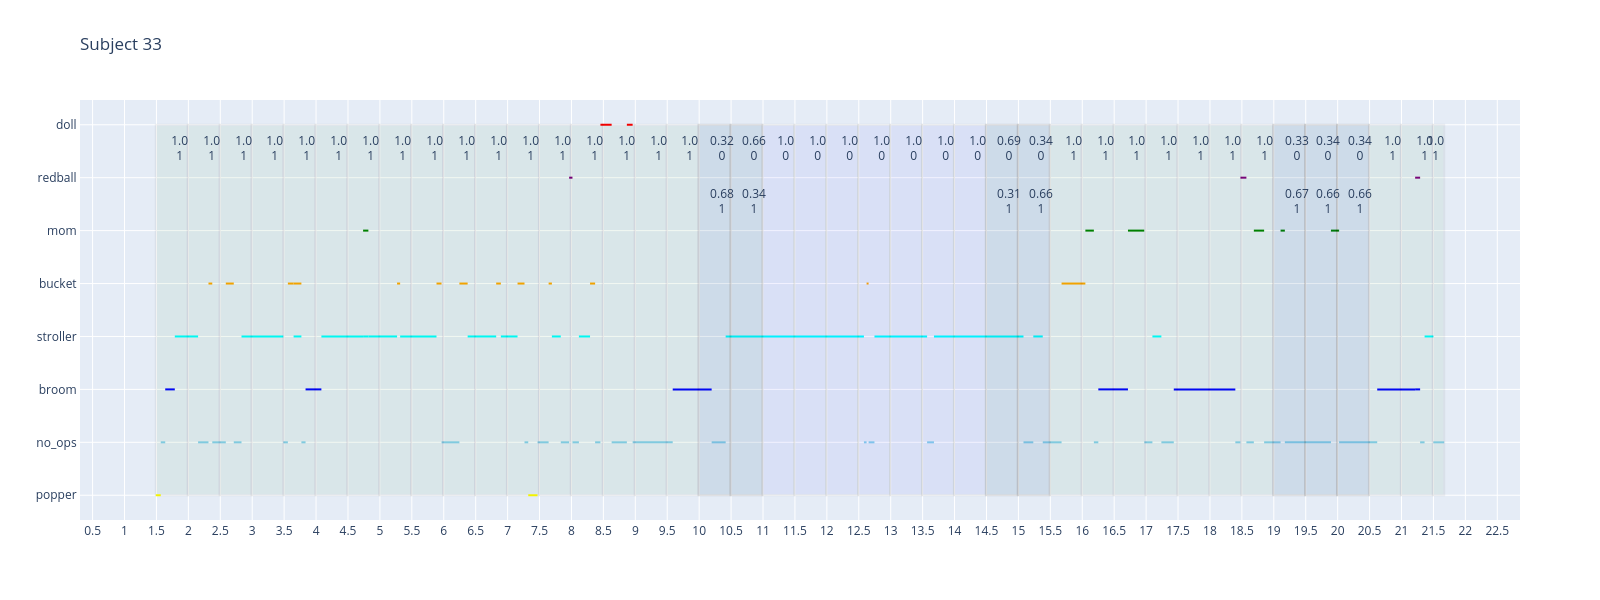 Subject 33
doll
1.0 1.0 1.0 1.0 1.0 1.0 1.0 1.0 1.0 1.0 1.0 1.0 1.0 1.0 1.0 1.0 1.0 0.32 0.66 1.0 1.0 1.0 1.0 1.0 1.0 1.0 0.69 0.34 1.0 1.0 1.0 1.0 1.0 1.0 1.0 0.33 0.34 0.34 1.0 1.0 1.0
1 1 1 1 1 1 1 1 1 1 1 1 1 1 1 1 1 0 0 0 0 0 0 0 0 0 0 0 1 1 1 1 1 1 1 0 0 0 1 1 1
redball
0.68 0.34 0.31 0.66 0.67 0.66 0.66
1 1 1 1 1 1 1
mom
bucket
stroller
broom
no_ops
popper
0.5 1 1.5 2 2.5 3 3.5 4 4.5 5 5.5 6 6.5 7 7.5 8 8.5 9 9.5 10 10.5 11 11.5 12 12.5 13 13.5 14 14.5 15 15.5 16 16.5 17 17.5 18 18.5 19 19.5 20 20.5 21 21.5 22 22.5